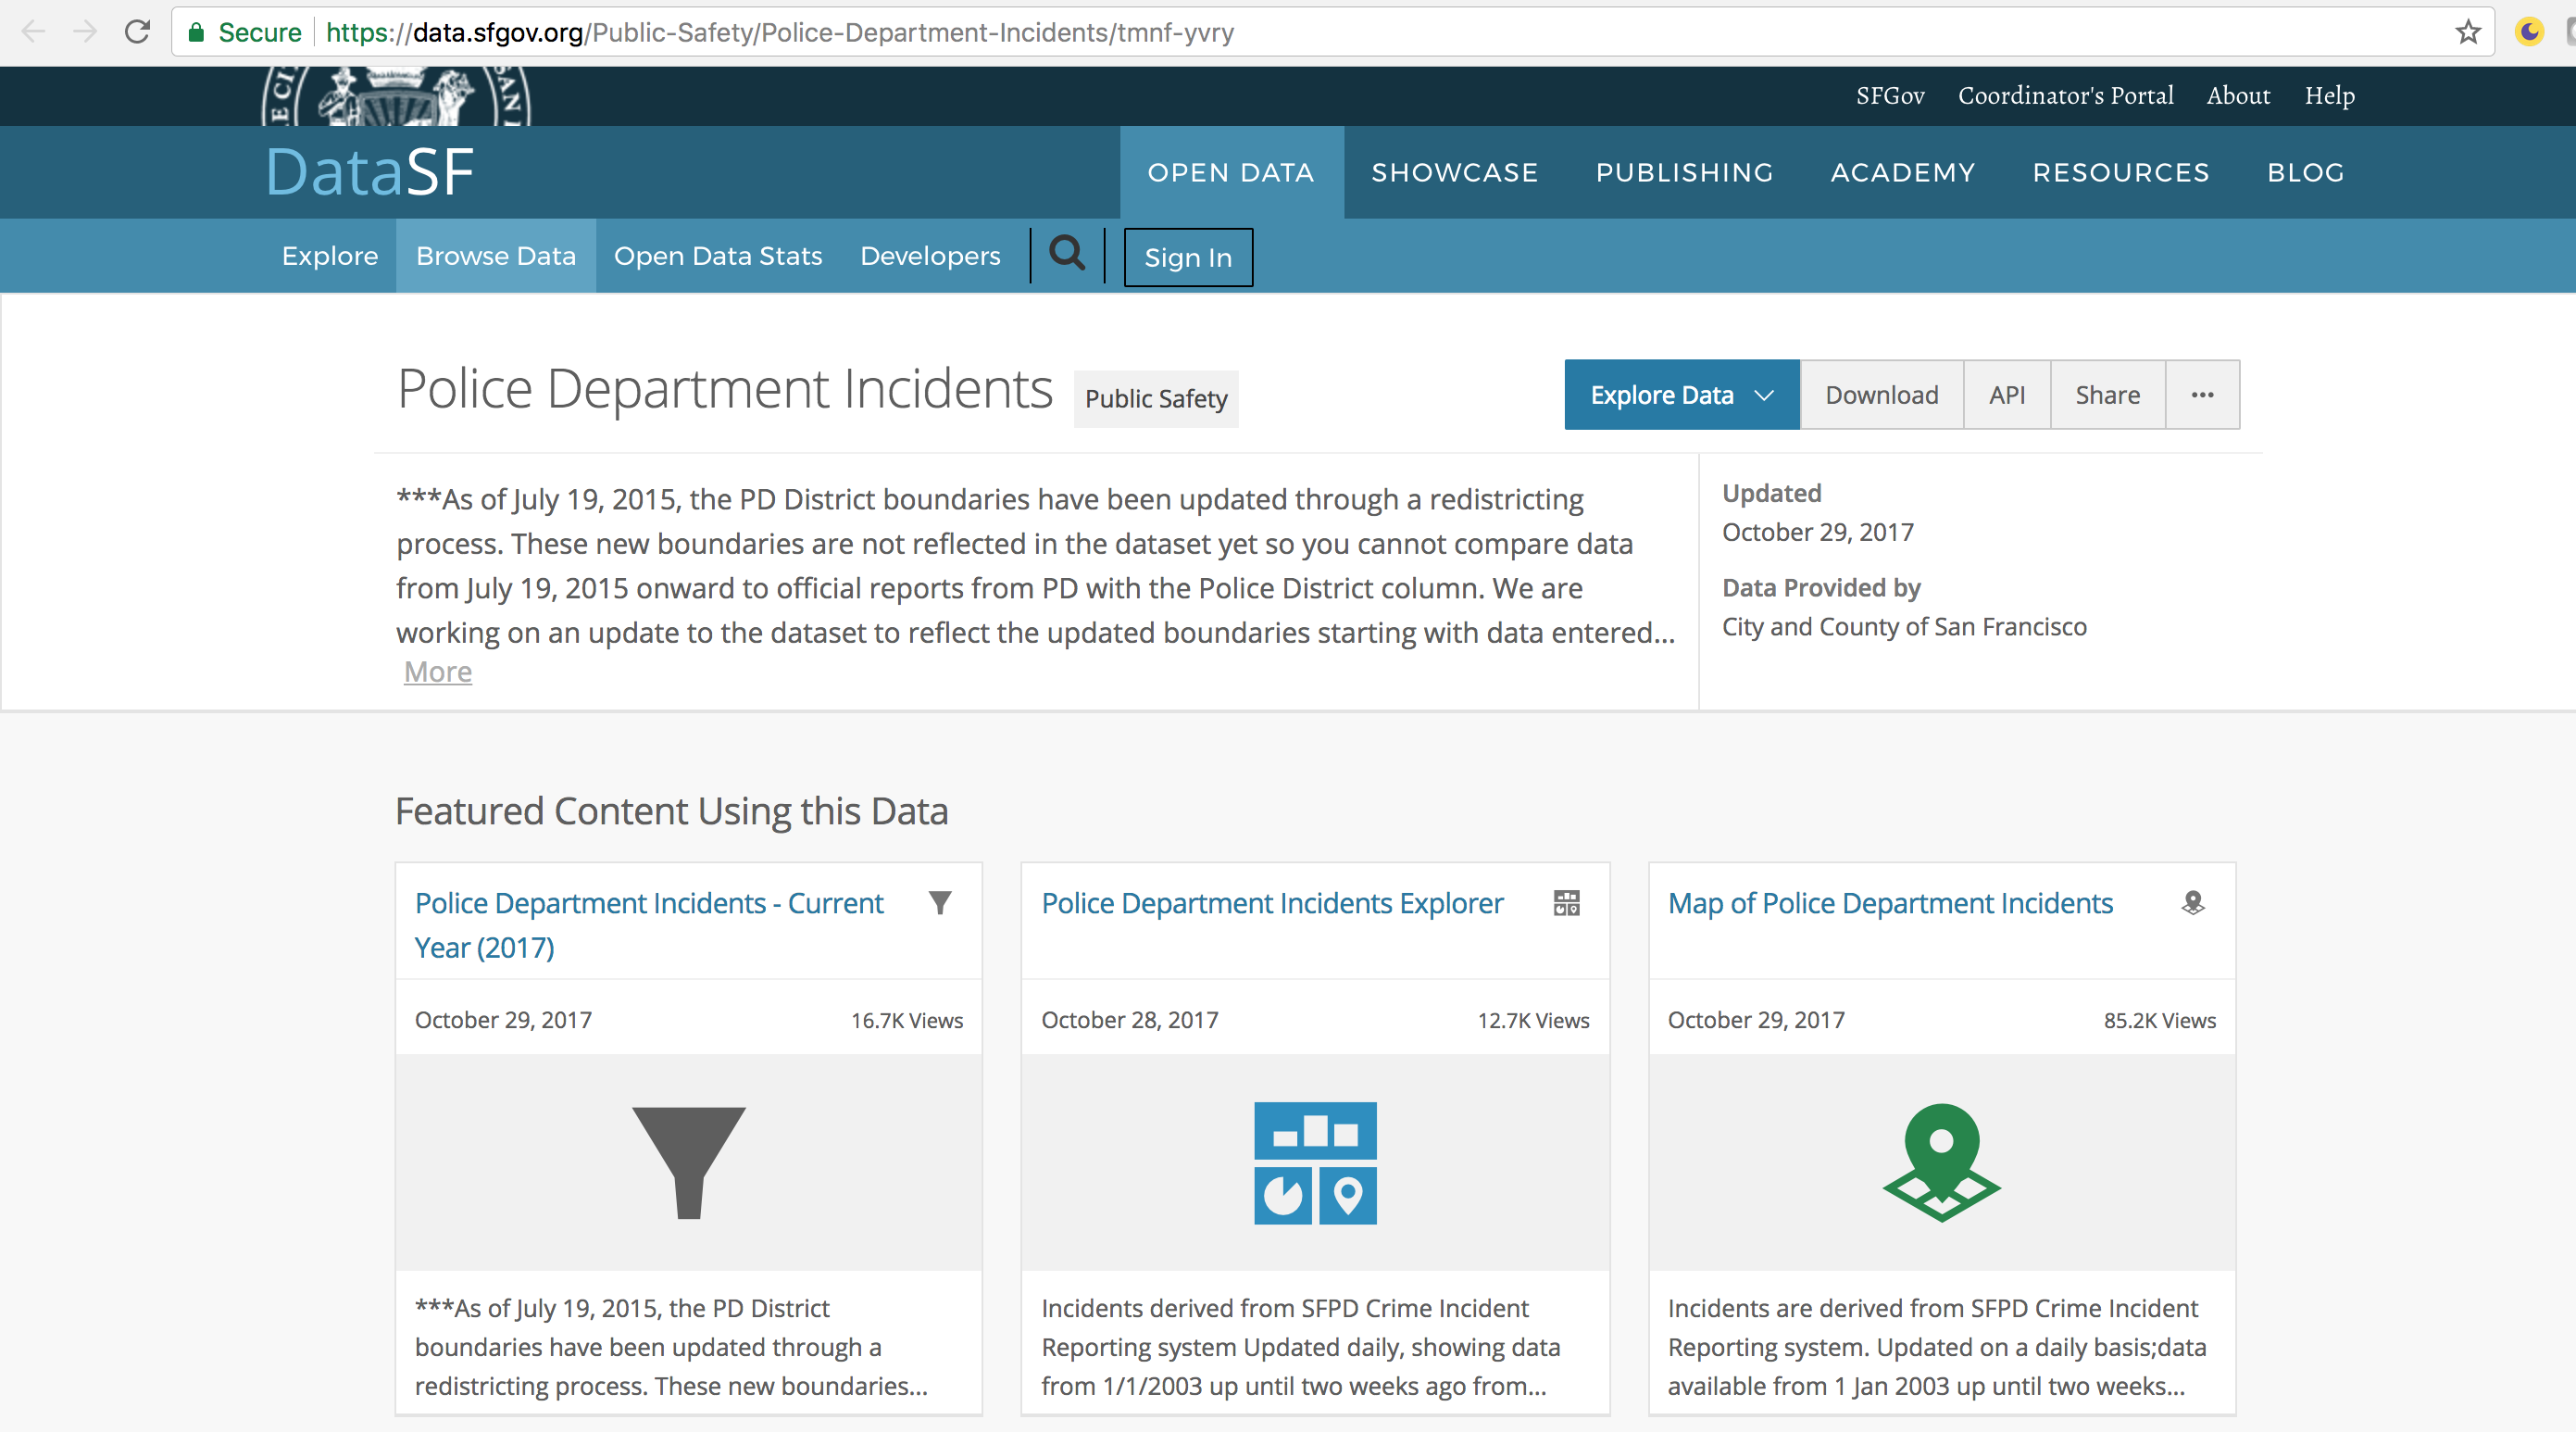 Secure https://data.sfgov.org/Public-Safety/Police-Department-Incidents/tmnf-yvry
SFGov Coordinator's Portal About Help
DataSF
OPEN DATA SHOWCASE PUBLISHING ACADEMY RESOURCES BLOG
Explore Browse Data Open Data Stats Developers Sign In
Police Department Incidents Public Safety
Explore Data Download API Share ...
***As of July 19, 2015, the PD District boundaries have been updated through a redistricting
process. These new boundaries are not reflected in the dataset yet so you cannot compare data
from July 19, 2015 onward to official reports from PD with the Police District column. We are
working on an update to the dataset to reflect the updated boundaries starting with data entered...
More
Updated
October 29, 2017
Data Provided by
City and County of San Francisco
Featured Content Using this Data
Police Department Incidents - Current
Year (2017)
October 29, 2017 16.7K Views
***As of July 19, 2015, the PD District
boundaries have been updated through a
redistricting process. These new boundaries...
Police Department Incidents Explorer
October 28, 2017 12.7K Views
Incidents derived from SFPD Crime Incident
Reporting system Updated daily, showing data
from 1/1/2003 up until two weeks ago from...
Map of Police Department Incidents
October 29, 2017 85.2K Views
Incidents are derived from SFPD Crime Incident
Reporting system. Updated on a daily basis;data
available from 1 Jan 2003 up until two weeks...